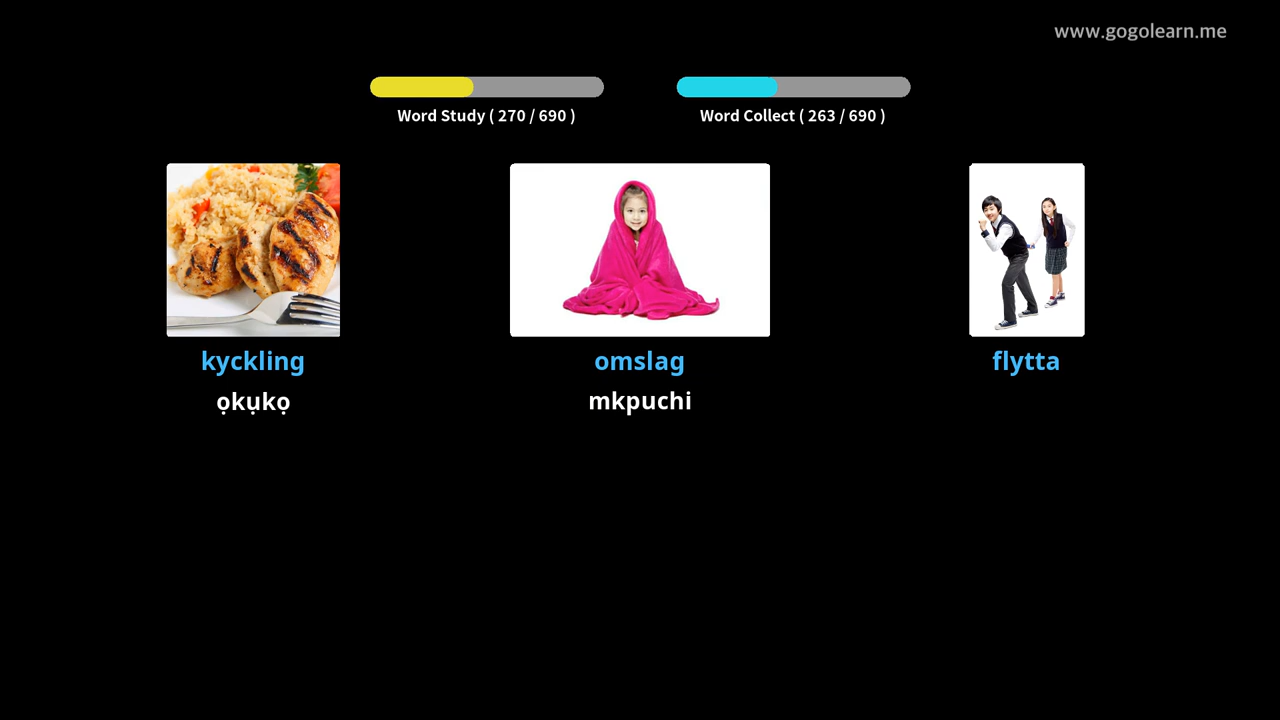 www.gogolearn.me
Word Study ( 270 / 690 )
Word Collect ( 263 / 690 )
kyckling
omslag
flytta
ọkụkọ
mkpuchi